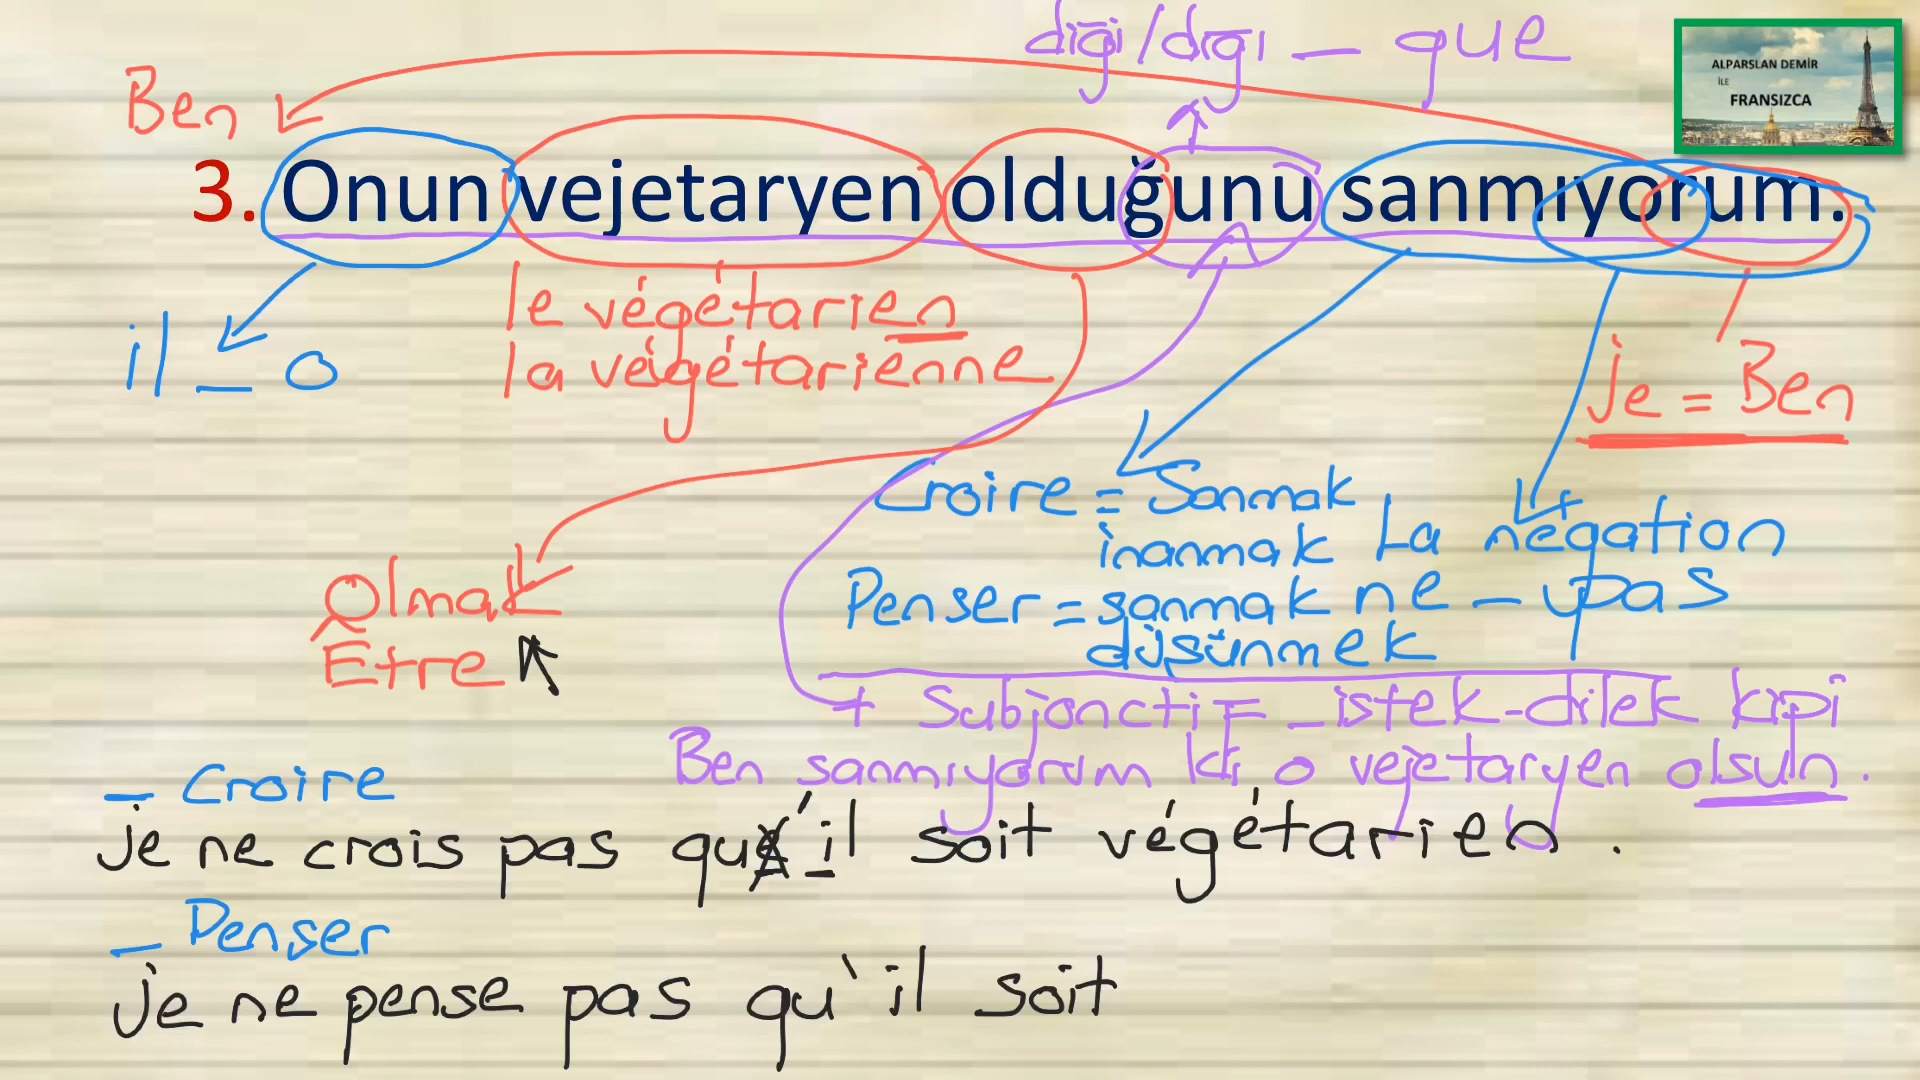 diği/dığı _ que
ALPARSLAN DEMİR
İLE
FRANSIZCA
Ben
3. Onun vejetaryen olduğunu sanmıyorum.
il _ o
le végétarien
la végétarienne
je = Ben
Croire = Sanmak
inanmak
La négation
ne - pas
Penser = sanmak
düşünmek
Olmak
Être
+ Subjonctif _ istek-dilek kipi
Ben sanmıyorum ki o vejetaryen olsun.
_ Croire
je ne crois pas qu'il soit végétarien.
_ Penser
je ne pense pas qu'il soit